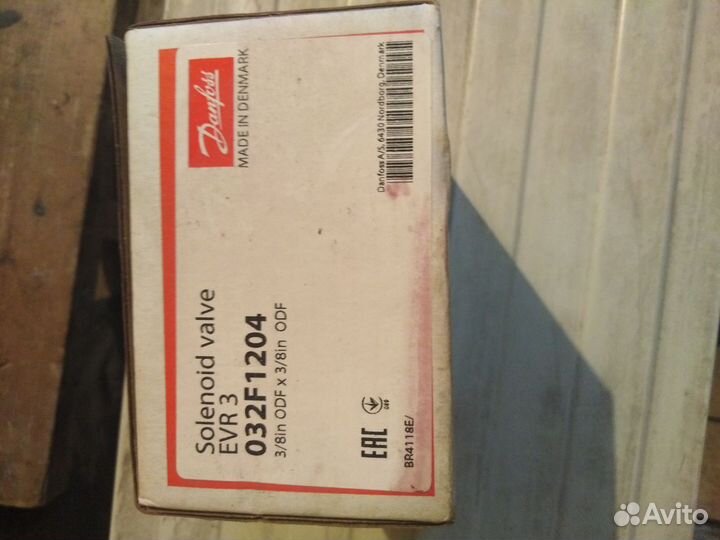 Danfoss
MADE IN DENMARK
Danfoss A/S, 6430 Nordborg, Denmark
Solenoid valve
EVR 3
032F1204
3/8in ODF x 3/8in ODF
EAC
089
BR4118E/
Avito